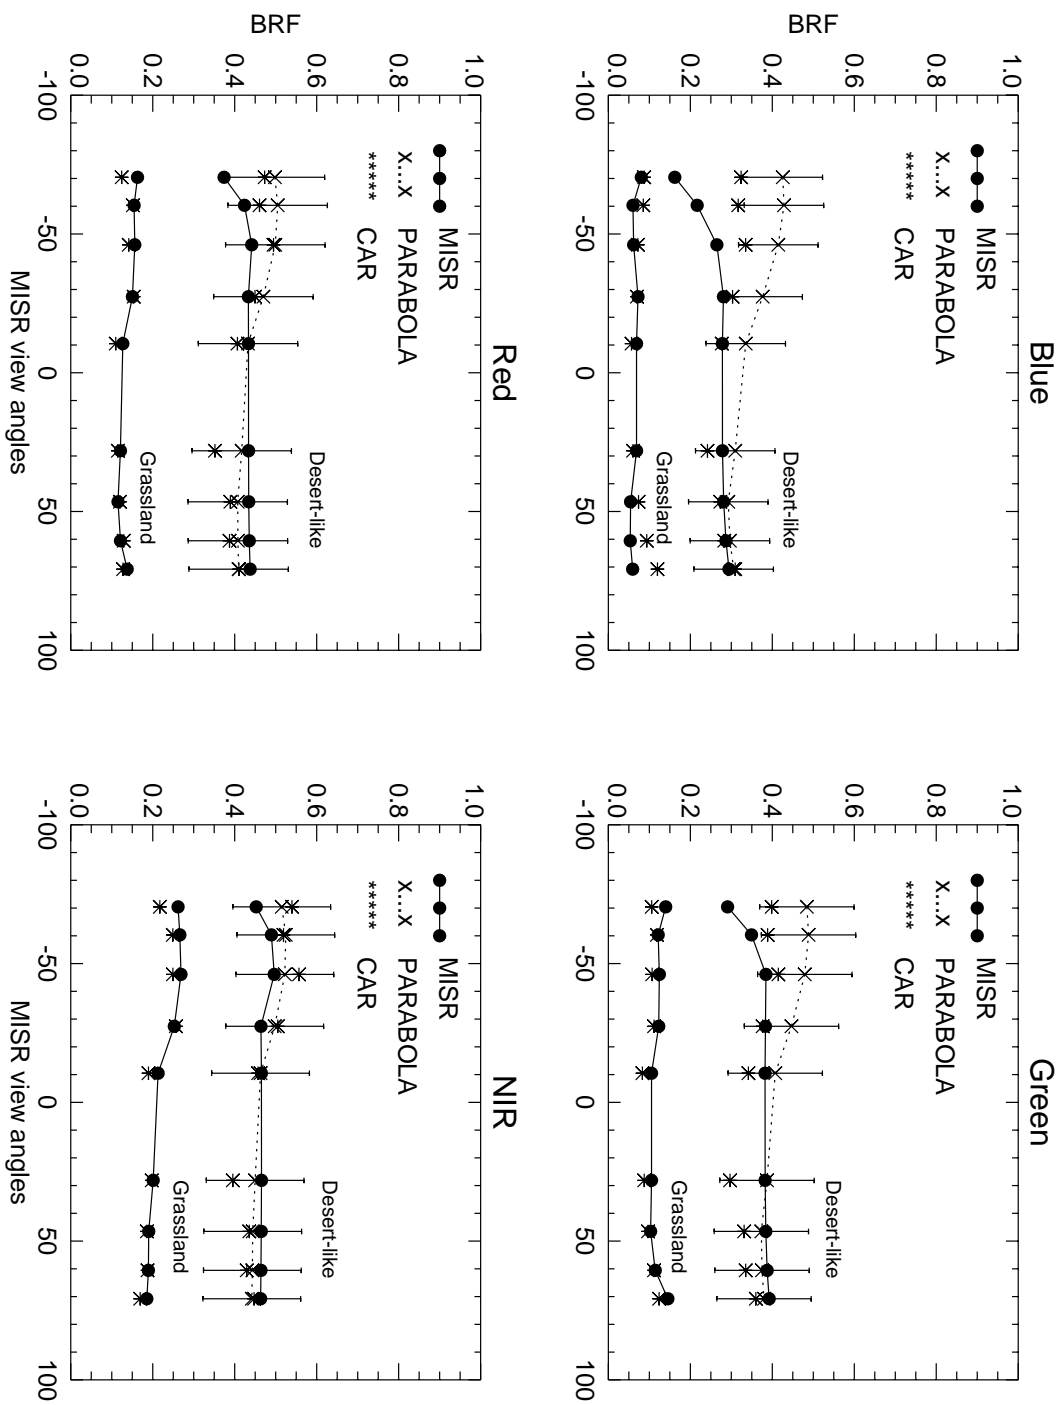 Blue
BRF
1.0
0.8
0.6
0.4
0.2
0.0
-100
-50
0
50
100
MISR
x...x PARABOLA
***** CAR
Desert-like
Grassland
Green
1.0
0.8
0.6
0.4
0.2
0.0
-100
-50
0
50
100
MISR
x...x PARABOLA
***** CAR
Desert-like
Grassland
Red
BRF
1.0
0.8
0.6
0.4
0.2
0.0
-100
-50
0
50
100
MISR view angles
MISR
x...x PARABOLA
***** CAR
Desert-like
Grassland
NIR
1.0
0.8
0.6
0.4
0.2
0.0
-100
-50
0
50
100
MISR view angles
MISR
x...x PARABOLA
***** CAR
Desert-like
Grassland